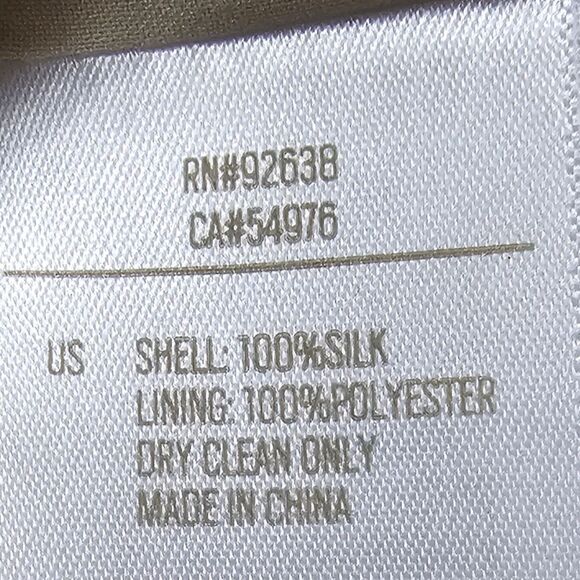 RN#92638
CA#54976
US SHELL: 100%SILK
LINING: 100%POLYESTER
DRY CLEAN ONLY
MADE IN CHINA